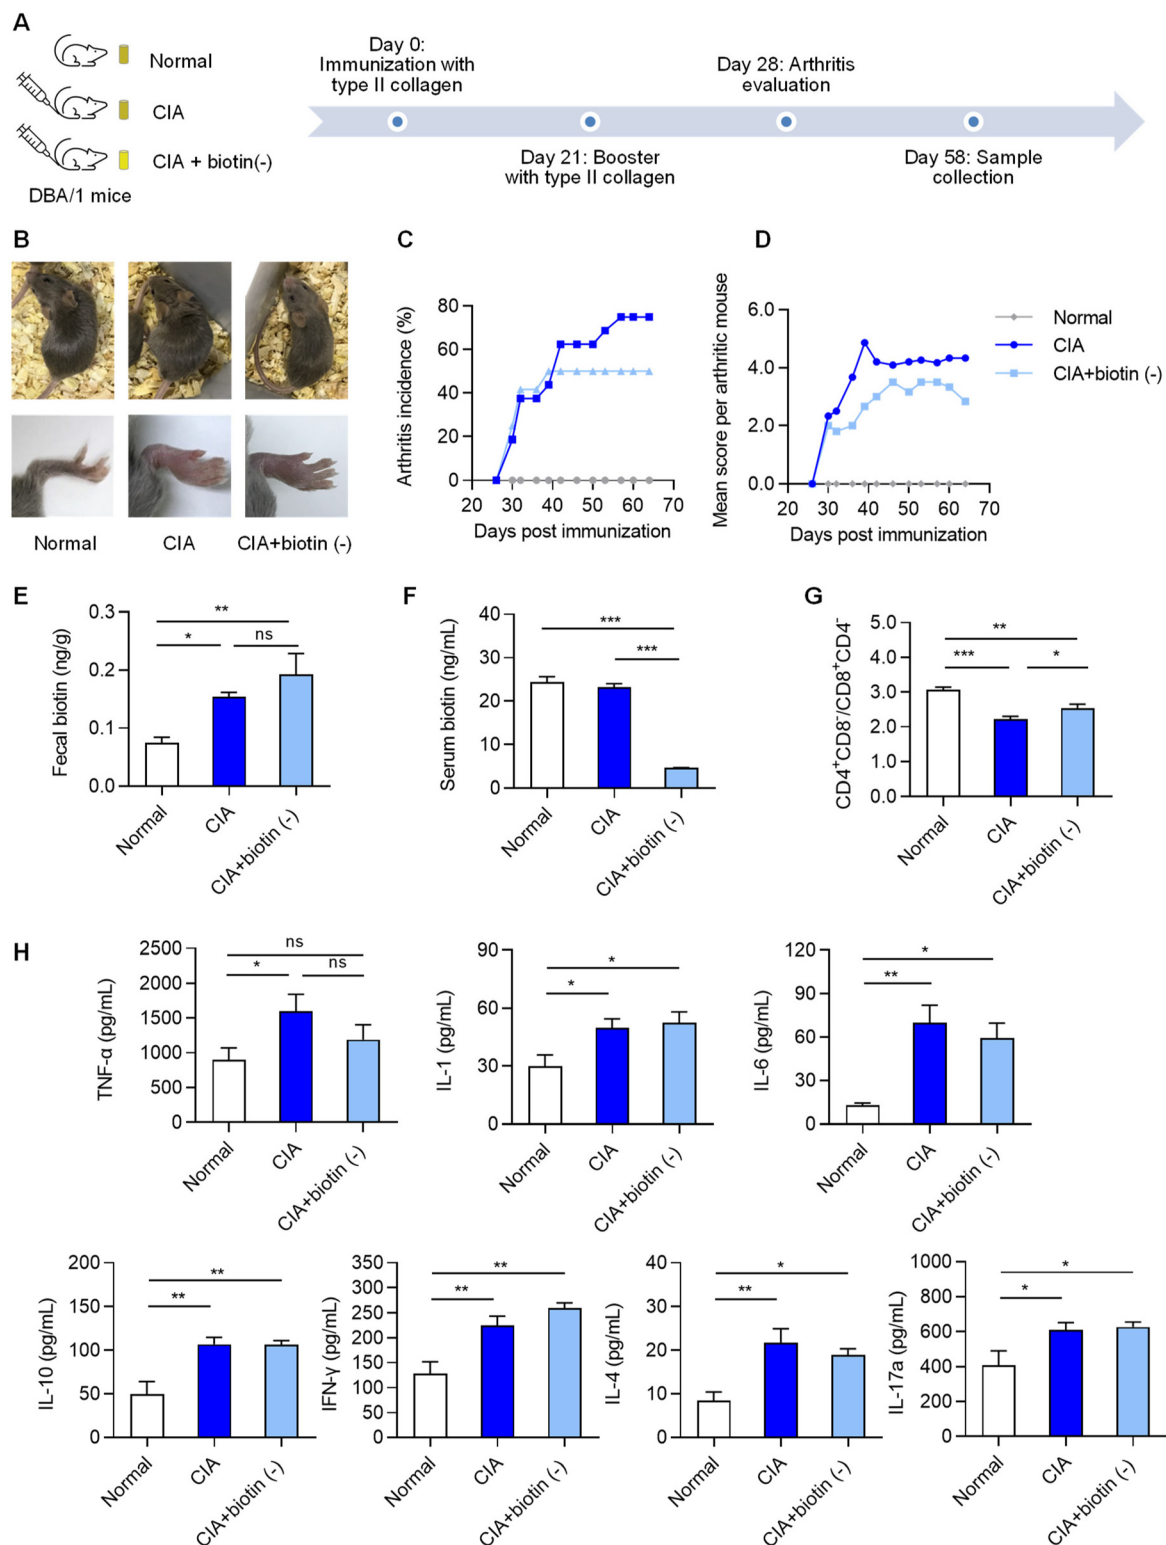 A
Normal
CIA
CIA + biotin(-)
DBA/1 mice
Day 0:
Immunization with
type II collagen
Day 21: Booster
with type II collagen
Day 28: Arthritis
evaluation
Day 58: Sample
collection
B
Normal
CIA
CIA+biotin (-)
C
Arthritis incidence (%)
80
60
40
20
0
20 30 40 50 60 70
Days post immunization
D
Mean score per arthritic mouse
6.0
4.0
2.0
0.0
20 30 40 50 60 70
Days post immunization
Normal
CIA
CIA+biotin (-)
E
Fecal biotin (ng/g)
0.3
0.2
0.1
0.0
**
*
ns
Normal
CIA
CIA+biotin (-)
F
Serum biotin (ng/mL)
40
30
20
10
0
***
***
Normal
CIA
CIA+biotin (-)
G
CD4⁺CD8⁻/CD8⁺CD4⁻
5.0
4.0
3.0
2.0
1.0
0.0
**
***
*
Normal
CIA
CIA+biotin (-)
H
TNF-α (pg/mL)
2500
2000
1500
1000
500
0
ns
*
ns
Normal
CIA
CIA+biotin (-)
IL-1 (pg/mL)
90
60
30
0
*
*
Normal
CIA
CIA+biotin (-)
IL-6 (pg/mL)
120
90
60
30
0
*
**
Normal
CIA
CIA+biotin (-)
IL-10 (pg/mL)
200
150
100
50
0
**
**
Normal
CIA
CIA+biotin (-)
IFN-γ (pg/mL)
350
300
250
200
150
100
50
0
**
**
Normal
CIA
CIA+biotin (-)
IL-4 (pg/mL)
40
30
20
10
0
*
**
Normal
CIA
CIA+biotin (-)
IL-17a (pg/mL)
1000
800
600
400
200
0
*
*
Normal
CIA
CIA+biotin (-)